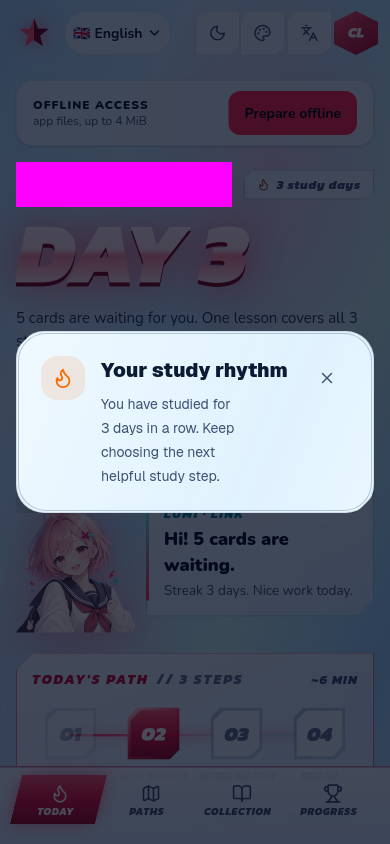 🇬🇧 English
CL
OFFLINE ACCESS
app files, up to 4 MiB
Prepare offline
3 study days
DAY 3
5 cards are waiting for you. One lesson covers all 3
Your surely rhythm
You have studied for
3 days in a row. Keep
choosing the next
helpful study step.
LUMI · LINK
Hi! 5 cards are
waiting.
Streak 3 days. Nice work today.
TODAY'S PATH // 3 STEPS
~6 MIN
01
02
03
04
TODAY
PATHS
COLLECTION
PROGRESS